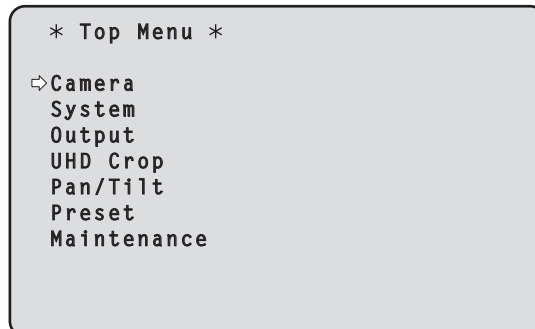 * Top Menu *
⇨Camera
System
Output
UHD Crop
Pan/Tilt
Preset
Maintenance